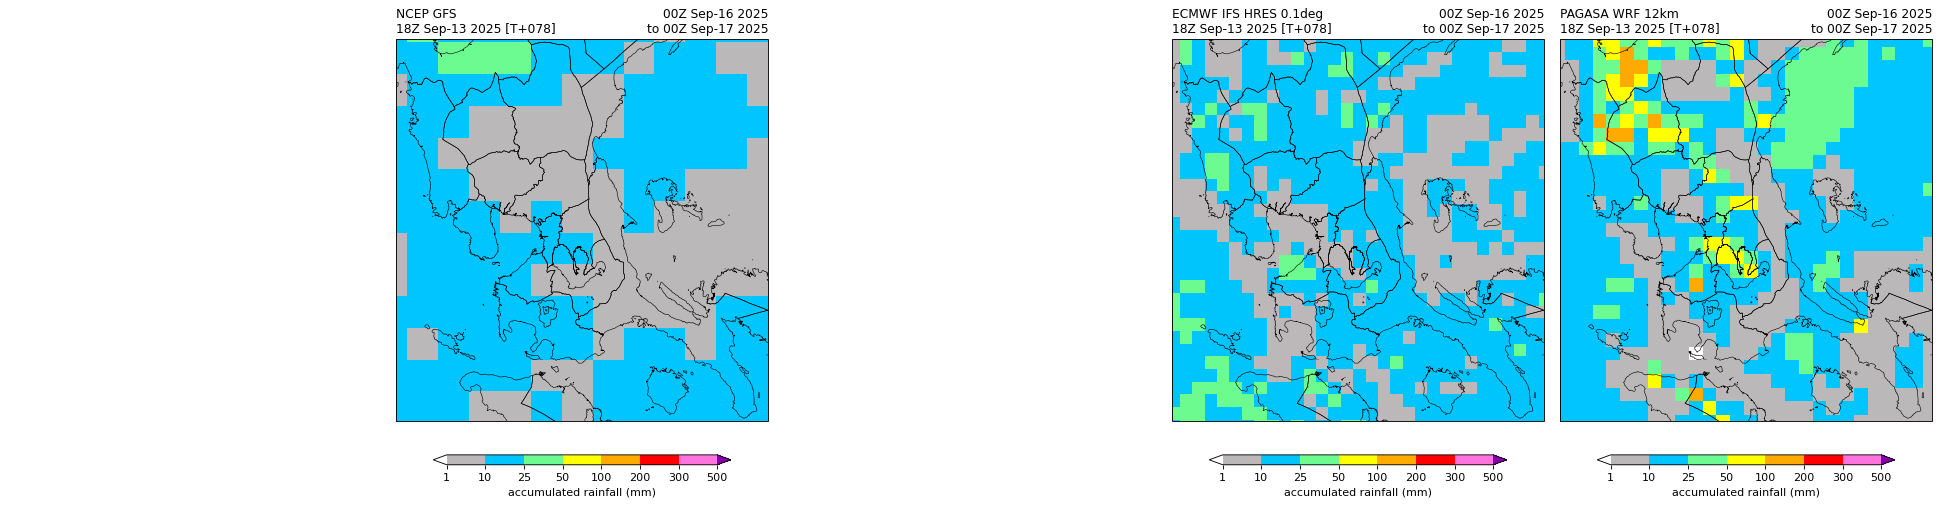 NCEP GFS 00Z Sep-16 2025
18Z Sep-13 2025 [T+078] to 00Z Sep-17 2025
1 10 25 50 100 200 300 500
accumulated rainfall (mm)
ECMWF IFS HRES 0.1deg 00Z Sep-16 2025
18Z Sep-13 2025 [T+078] to 00Z Sep-17 2025
1 10 25 50 100 200 300 500
accumulated rainfall (mm)
PAGASA WRF 12km 00Z Sep-16 2025
18Z Sep-13 2025 [T+078] to 00Z Sep-17 2025
1 10 25 50 100 200 300 500
accumulated rainfall (mm)